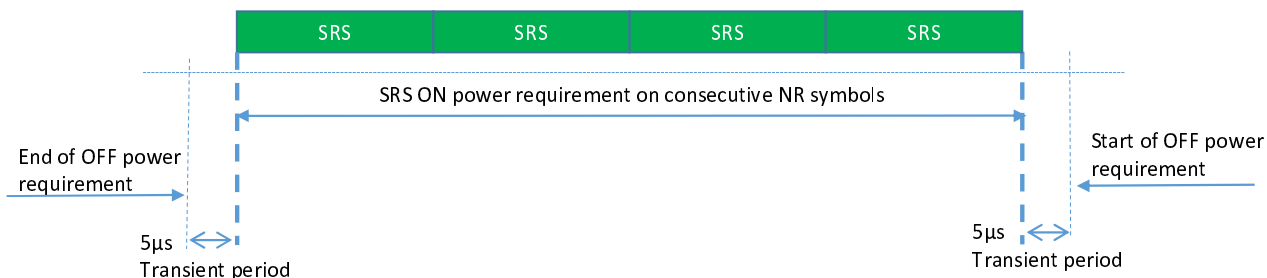 SRS SRS SRS SRS
SRS ON power requirement on consecutive NR symbols
End of OFF power
requirement
Start of OFF power
requirement
5µs
Transient period
5µs
Transient period